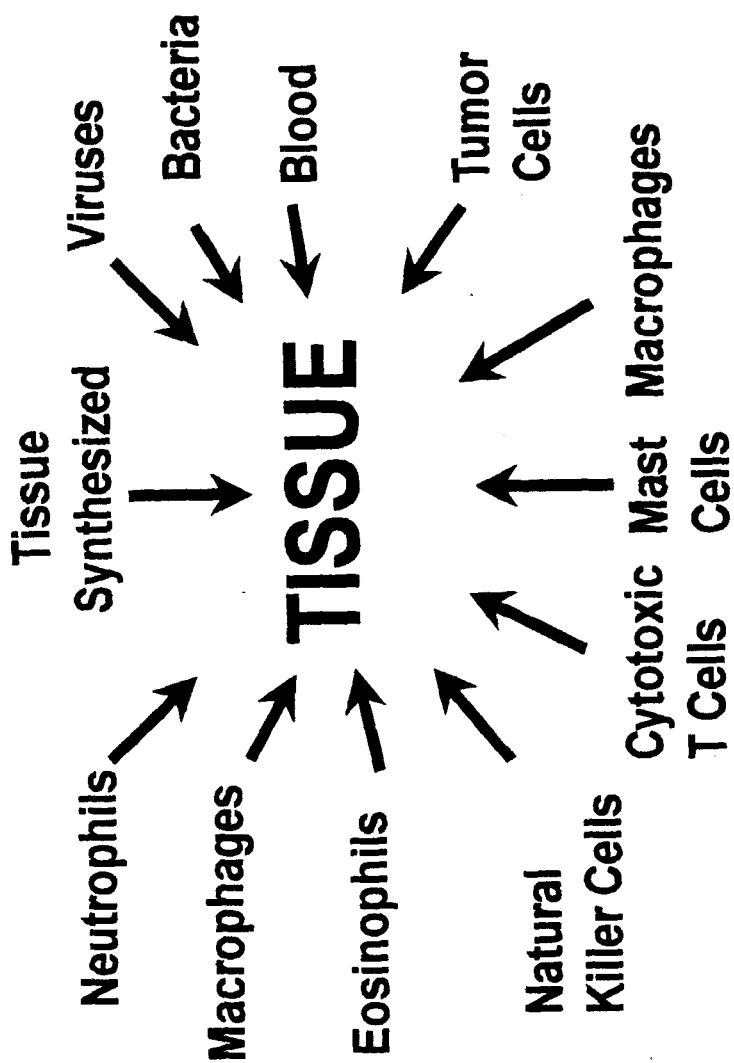 Tissue
Synthesized
Neutrophils
Viruses
Macrophages
Bacteria
Eosinophils
TISSUE
Blood
Natural
Killer Cells
Tumor
Cells
Cytotoxic
T Cells
Mast
Cells
Macrophages